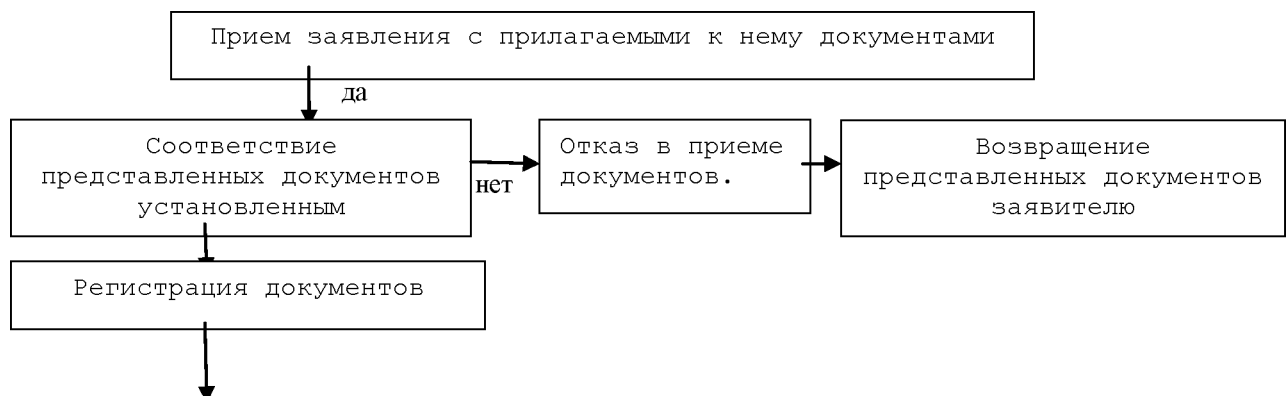 Прием заявления с прилагаемыми к нему документами
да
Соответствие
представленных документов
установленным
нет
Отказ в приеме
документов.
Возвращение
представленных документов
заявителю
Регистрация документов